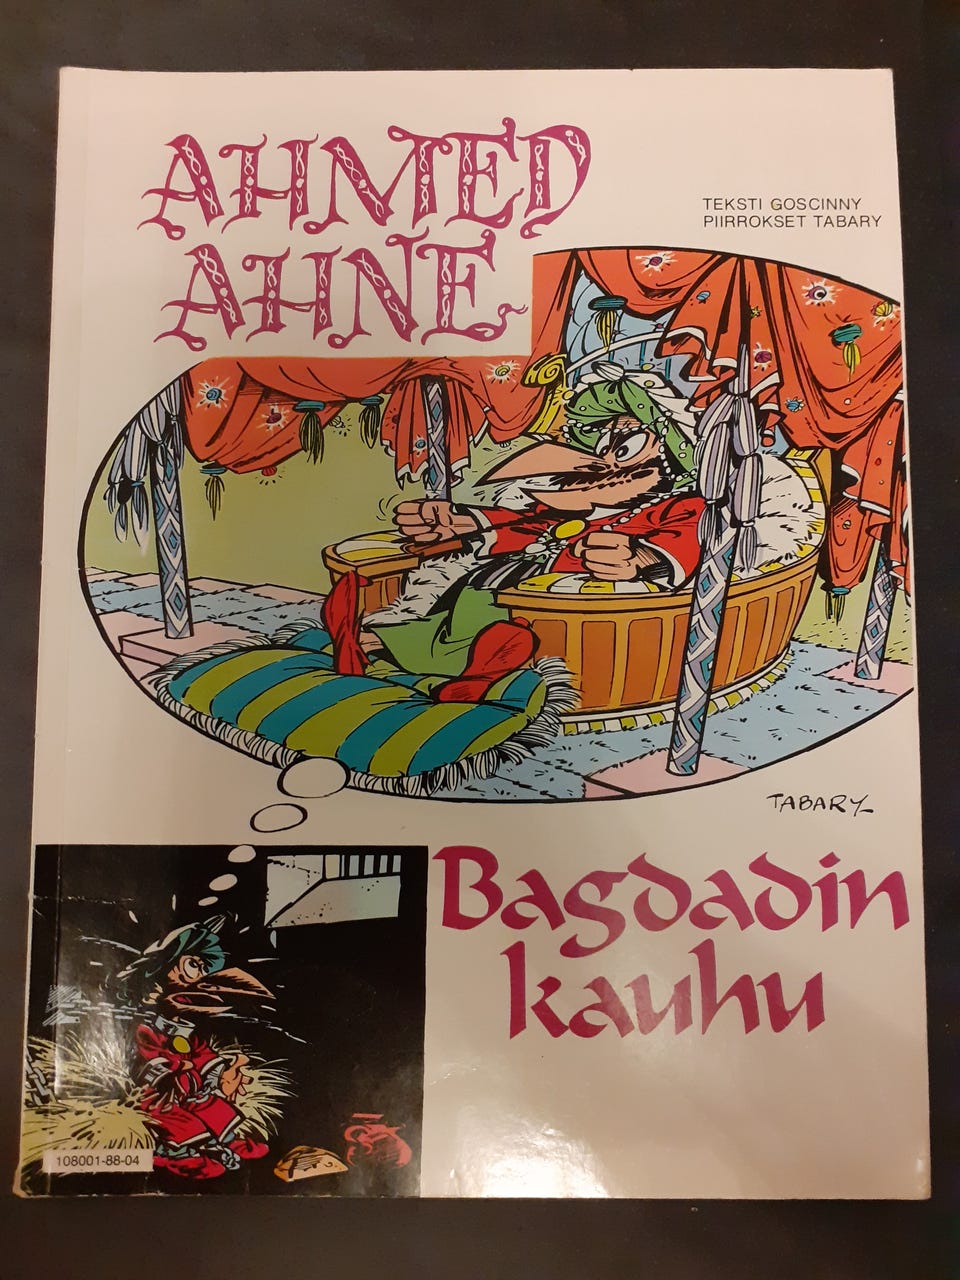 AHMED
AHNE
TEKSTI GOSCINNY
PIIRROKSET TABARY
TABARY
Bagdadin
kauhu
108001-88-04